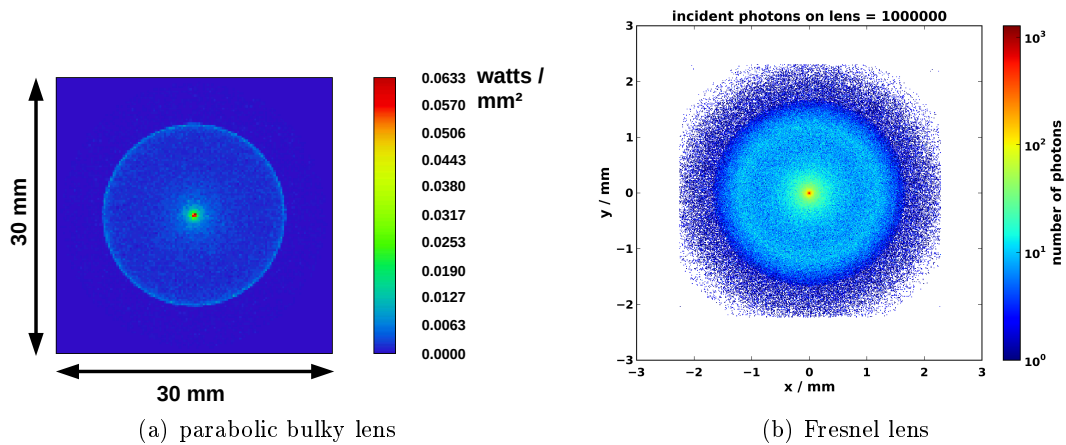 0.0633
0.0570
0.0506
0.0443
0.0380
0.0317
0.0253
0.0190
0.0127
0.0063
0.0000
watts /
mm²
30 mm
30 mm
(a) parabolic bulky lens
incident photons on lens = 1000000
3
2
1
0
−1
−2
−3
y / mm
−3 −2 −1 0 1 2 3
x / mm
10³
10²
10¹
10⁰
number of photons
(b) Fresnel lens